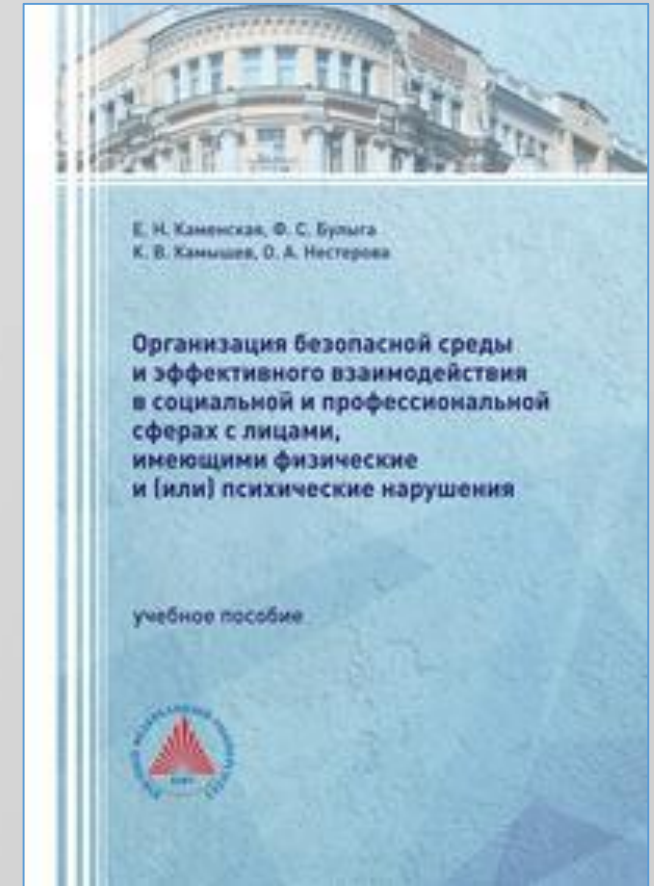 Е. Н. Каменская, Ф. С. Булыга
К. В. Камышев, О. А. Нестерова
Организация безопасной среды
и эффективного взаимодействия
в социальной и профессиональной
сферах с лицами,
имеющими физические
и (или) психические нарушения
учебное пособие